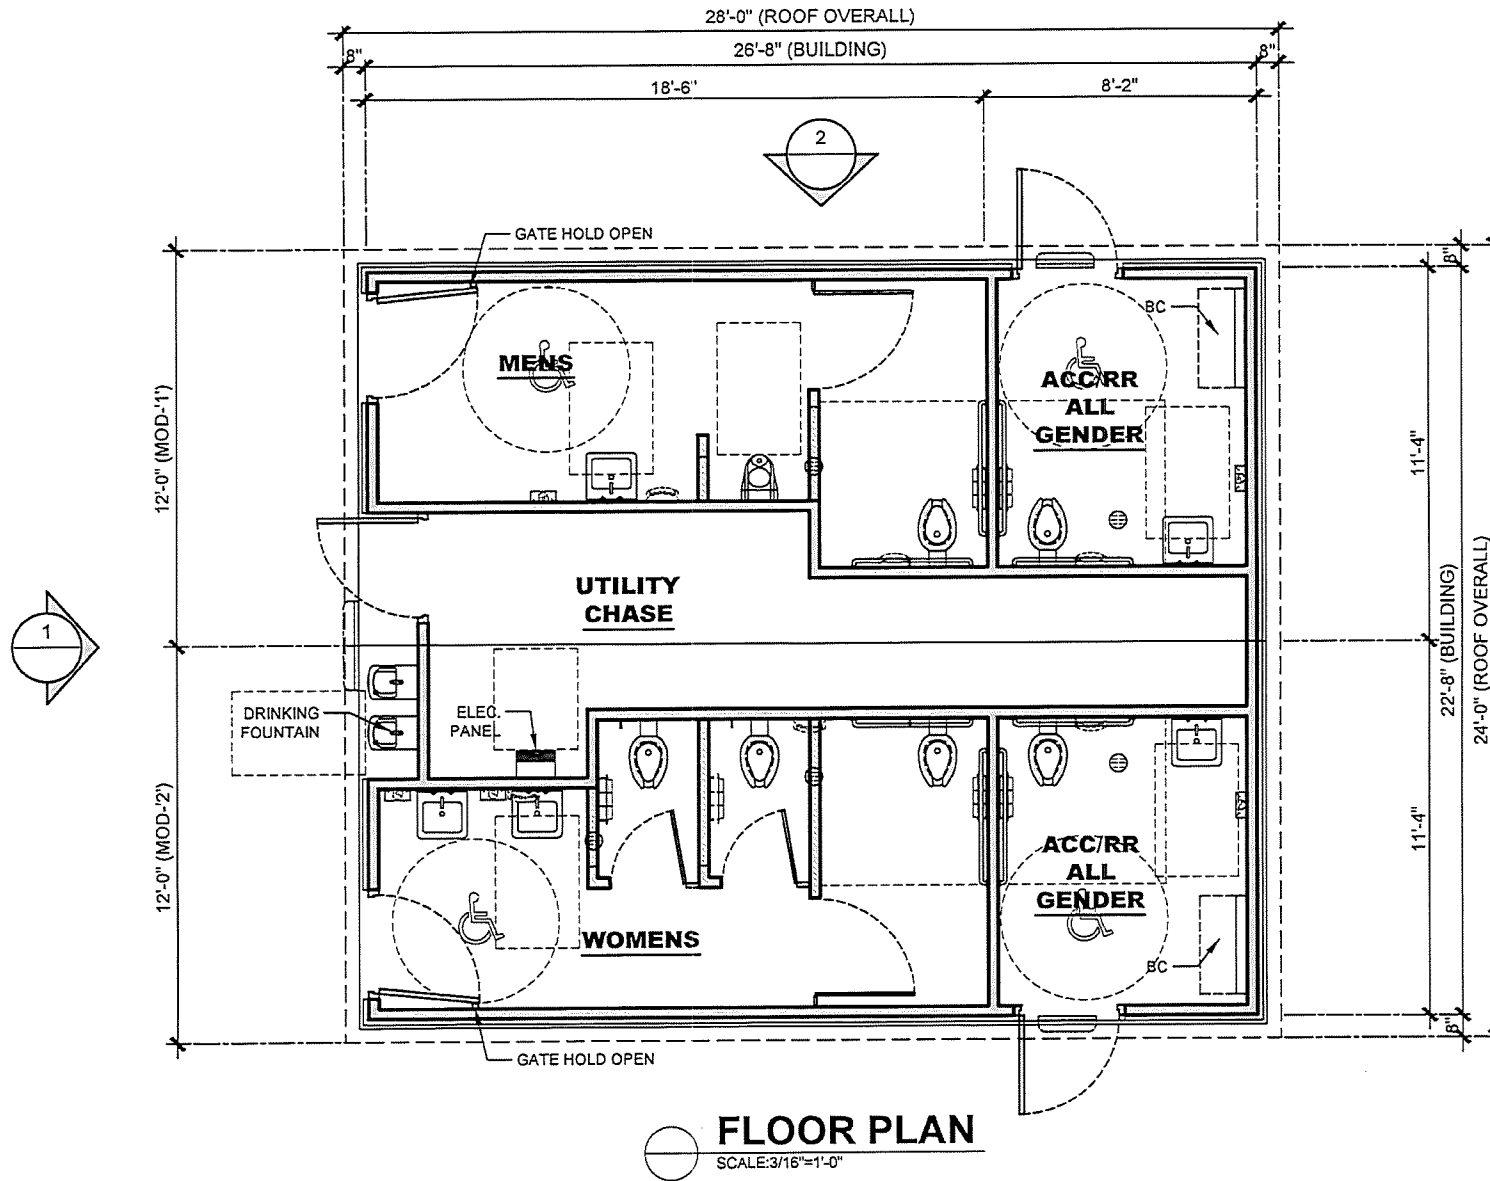 28'-0" (ROOF OVERALL)
8"
26'-8" (BUILDING)
8"
18'-6"
8'-2"
2
GATE HOLD OPEN
8"
BC
MENS
ACC/RR
ALL
GENDER
12'-0" (MOD-'1')
11'-4"
UTILITY
CHASE
1
22'-8" (BUILDING)
24'-0" (ROOF OVERALL)
DRINKING
FOUNTAIN
ELEC.
PANEL
12'-0" (MOD-'2')
11'-4"
ACC/RR
ALL
GENDER
WOMENS
BC
8"
GATE HOLD OPEN
FLOOR PLAN
SCALE:3/16"=1'-0"